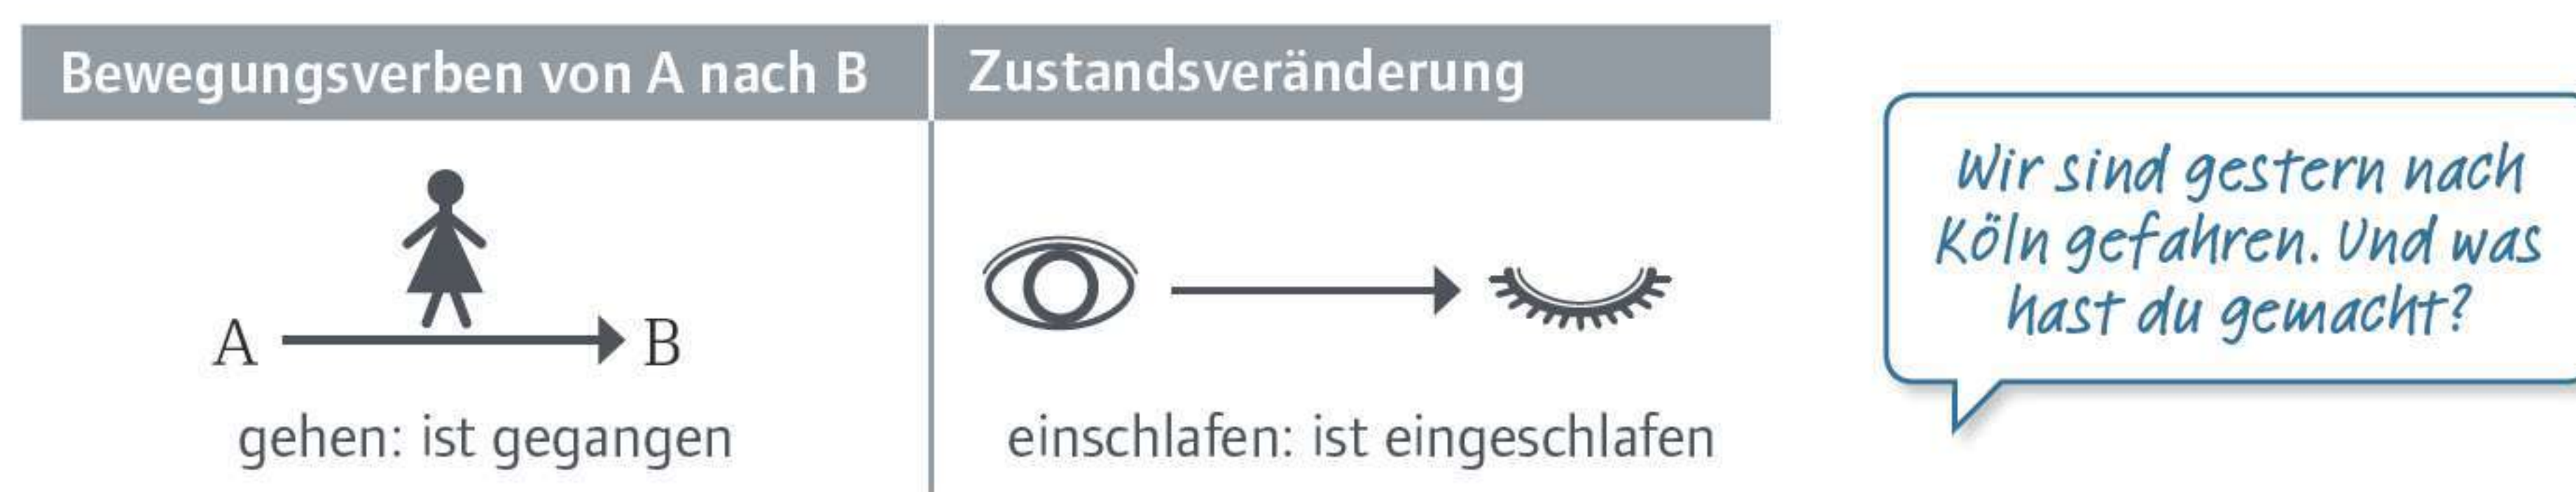 Bewegungsverben von A nach B
Zustandsveränderung
A
B
gehen: ist gegangen
einschlafen: ist eingeschlafen
Wir sind gestern nach
Köln gefahren. Und was
hast du gemacht?